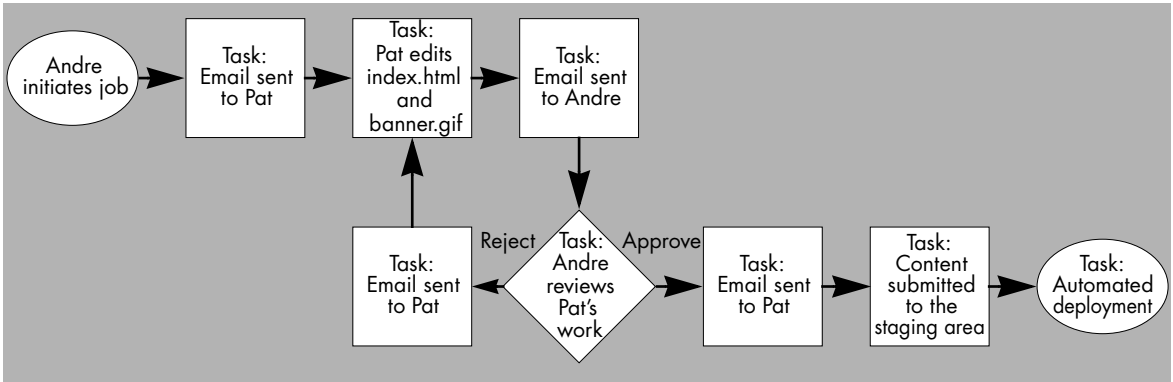 Andre
initiates job
Task:
Email sent
to Pat
Task:
Pat edits
index.html
and
banner.gif
Task:
Email sent
to Andre
Reject
Task:
Andre
reviews
Pat's
work
Approve
Task:
Email sent
to Pat
Task:
Email sent
to Pat
Task:
Content
submitted
to the
staging area
Task:
Automated
deployment